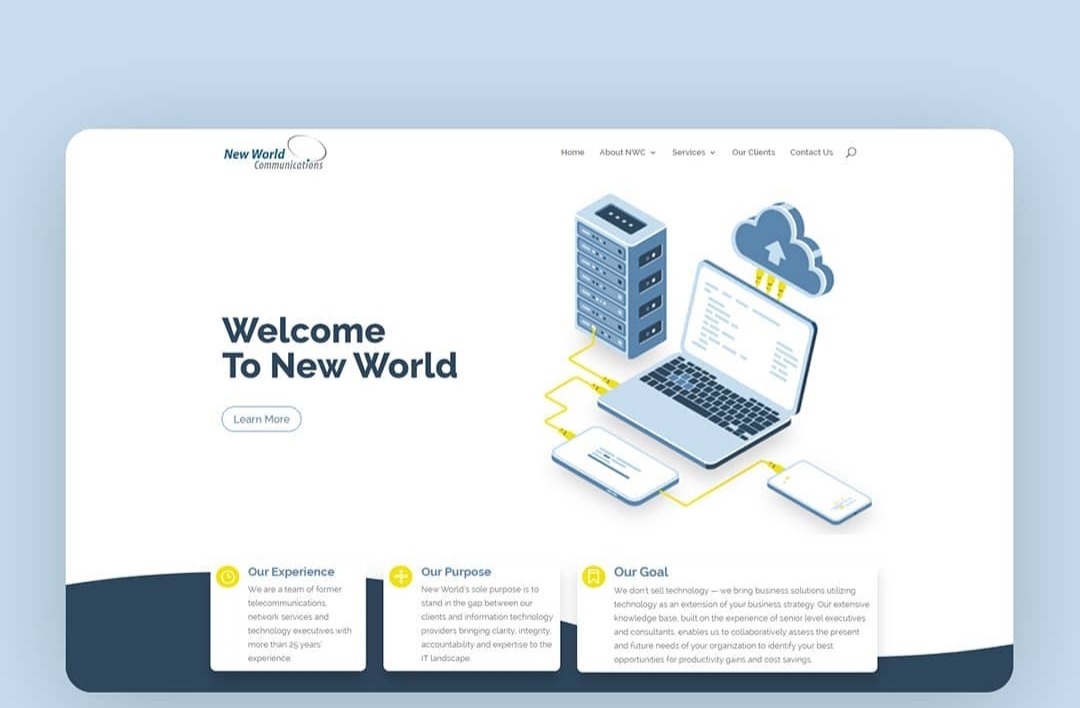 New World
Communications
Home About NWC Services Our Clients Contact Us
Welcome
To New World
Learn More
Our Experience
We are a team of former
telecommunications,
network services and
technology executives with
more than 25 years'
experience.
Our Purpose
New World's sole purpose is to
stand in the gap between our
clients and information technology
providers bringing clarity, integrity,
accountability and expertise to the
IT landscape.
Our Goal
We don't sell technology — we bring business solutions utilizing
technology as an extension of your business strategy. Our extensive
knowledge base, built on the experience of senior level executives
and consultants, enables us to collaboratively assess the present
and future needs of your organization to identify your best
opportunities for productivity gains and cost savings.